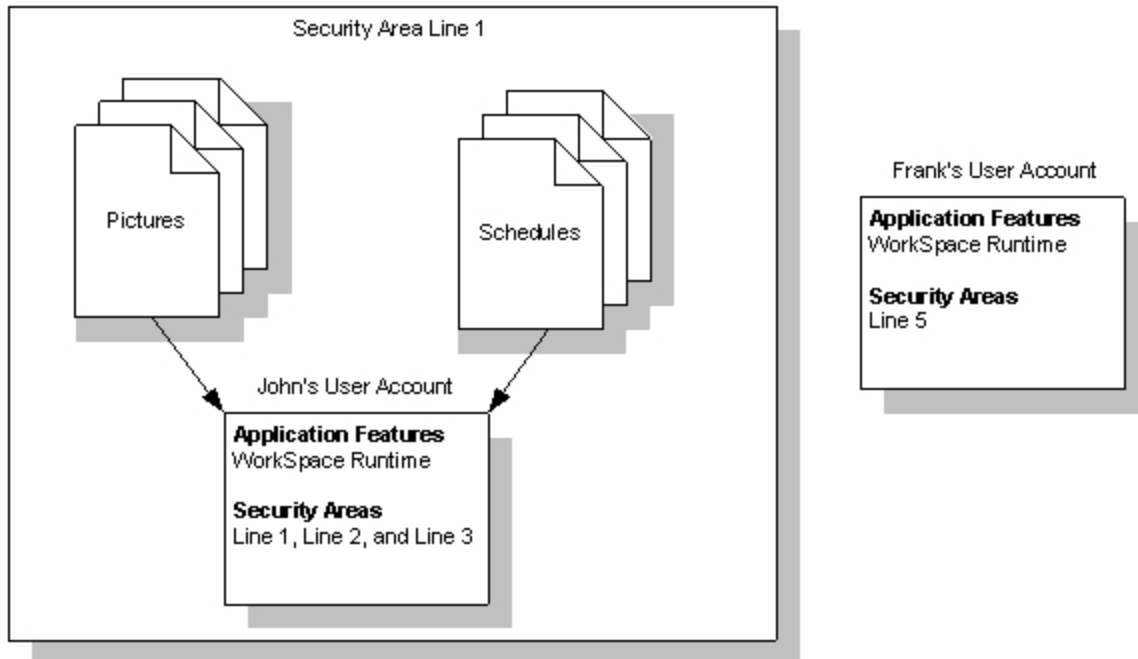 Security Area Line 1
Pictures
Schedules
John's User Account
Application Features
WorkSpace Runtime
Security Areas
Line 1, Line 2, and Line 3
Frank's User Account
Application Features
WorkSpace Runtime
Security Areas
Line 5